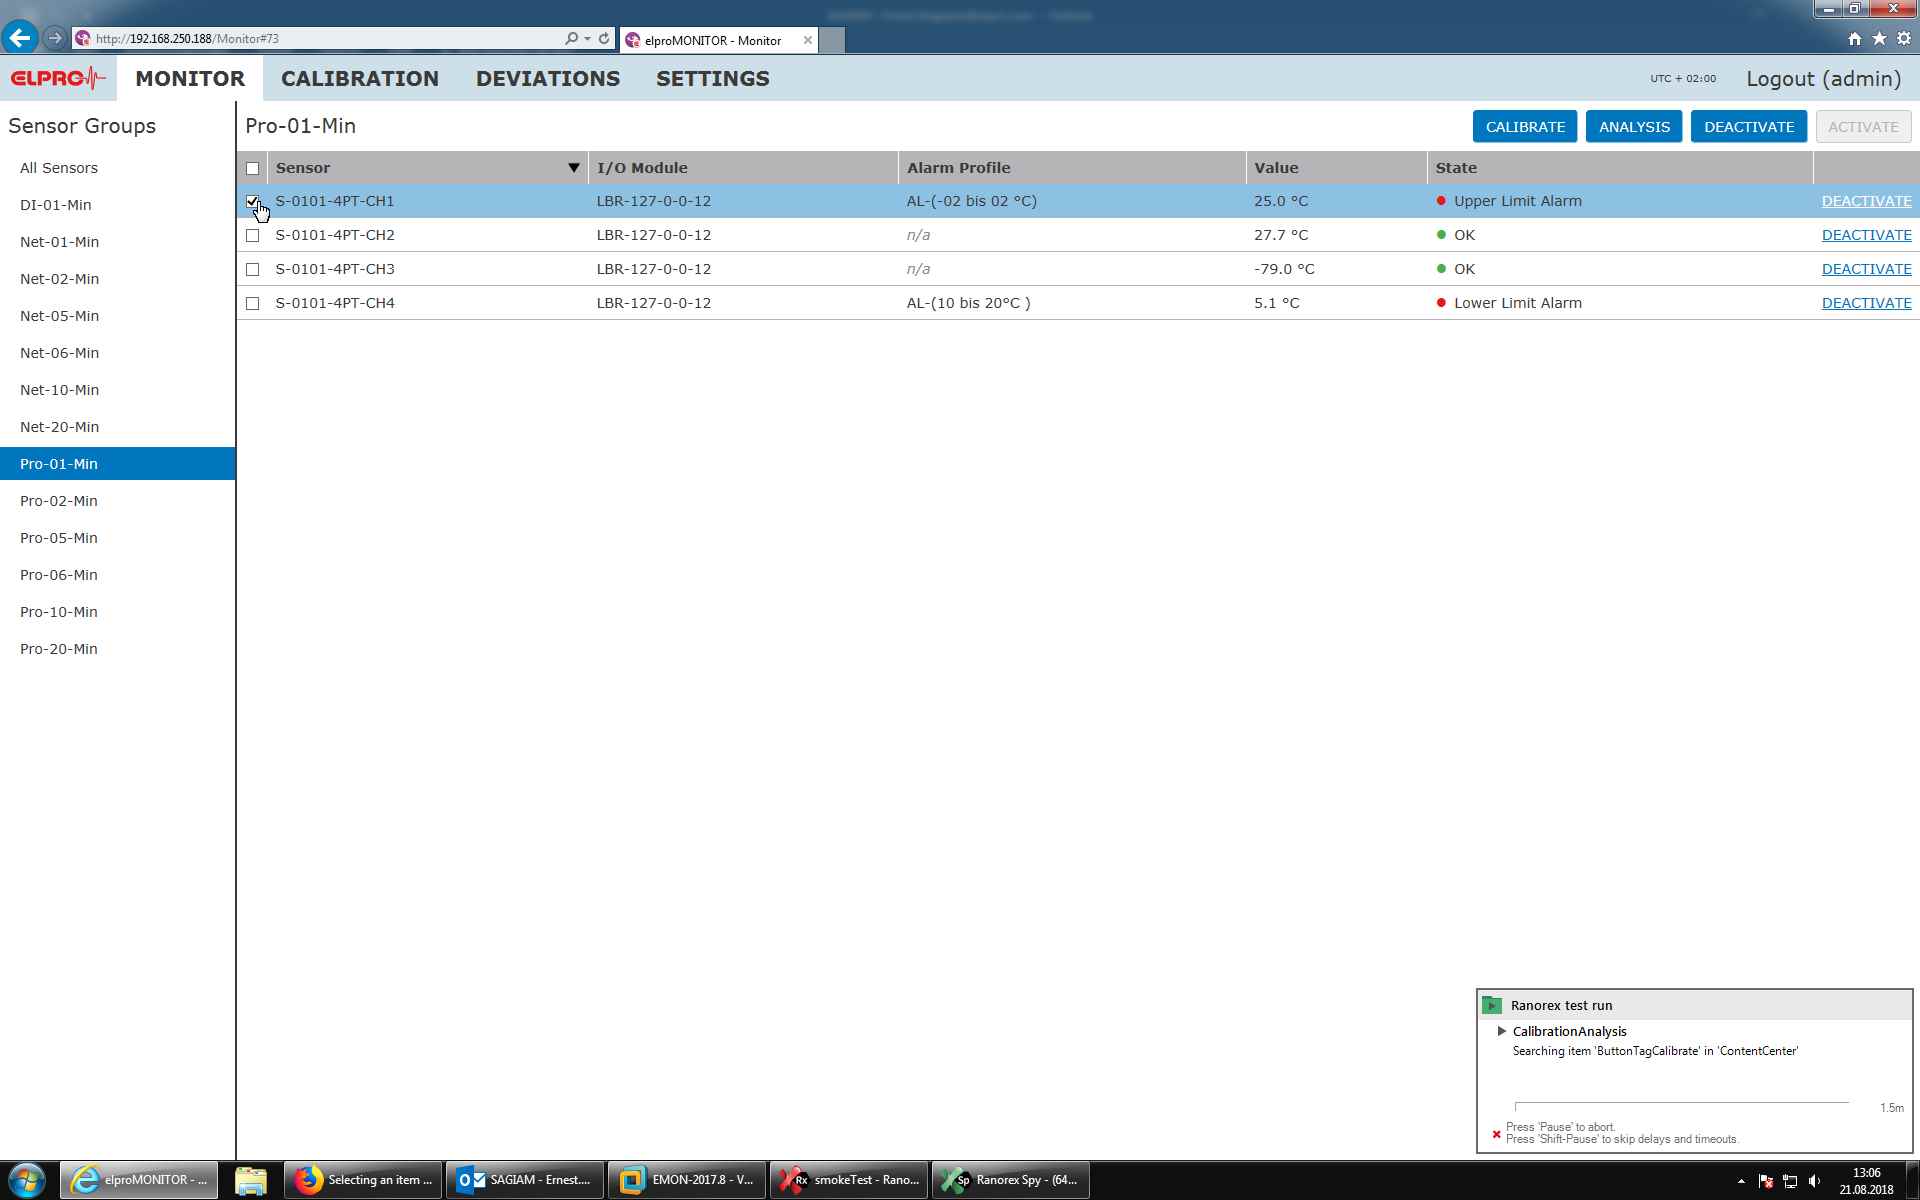 http://192.168.250.188/Monitor#73
elproMONITOR - Monitor
ELPRO
MONITOR
CALIBRATION
DEVIATIONS
SETTINGS
UTC + 02:00
Logout (admin)
Sensor Groups
All Sensors
DI-01-Min
Net-01-Min
Net-02-Min
Net-05-Min
Net-06-Min
Net-10-Min
Net-20-Min
Pro-01-Min
Pro-02-Min
Pro-05-Min
Pro-06-Min
Pro-10-Min
Pro-20-Min
Pro-01-Min
CALIBRATE ANALYSIS DEACTIVATE ACTIVATE
Sensor I/O Module Alarm Profile Value State
S-0101-4PT-CH1 LBR-127-0-0-12 AL-(-02 bis 02 °C) 25.0 °C Upper Limit Alarm DEACTIVATE
S-0101-4PT-CH2 LBR-127-0-0-12 n/a 27.7 °C OK DEACTIVATE
S-0101-4PT-CH3 LBR-127-0-0-12 n/a -79.0 °C OK DEACTIVATE
S-0101-4PT-CH4 LBR-127-0-0-12 AL-(10 bis 20°C ) 5.1 °C Lower Limit Alarm DEACTIVATE
Ranorex test run
CalibrationAnalysis
Searching item 'ButtonTagCalibrate' in 'ContentCenter'
1.5m
Press 'Pause' to abort.
Press 'Shift-Pause' to skip delays and timeouts.
elproMONITOR - ...
Selecting an item ...
SAGIAM - Ernest....
EMON-2017.8 - V...
Rx
smokeTest - Rano...
Sp
Ranorex Spy - (64...
13:06
21.08.2018